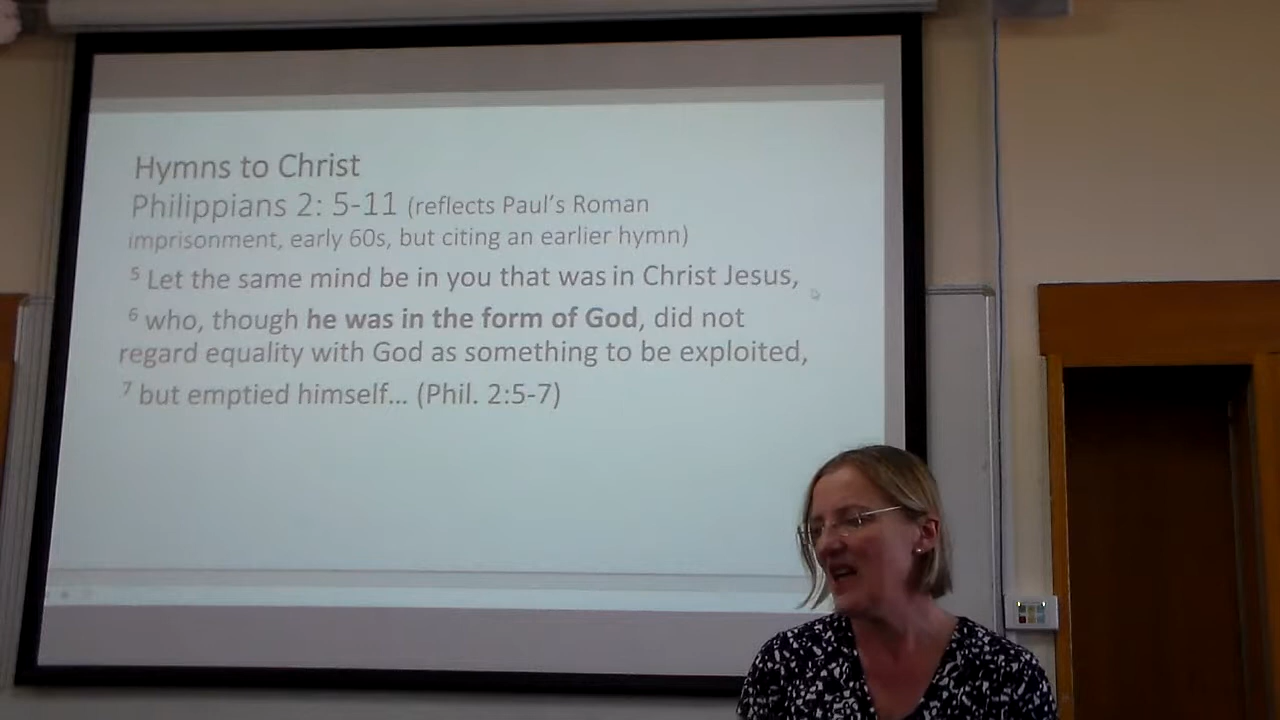 Hymns to Christ
Philippians 2: 5-11 (reflects Paul's Roman
imprisonment, early 60s, but citing an earlier hymn)
5 Let the same mind be in you that was in Christ Jesus,
6 who, though he was in the form of God, did not
regard equality with God as something to be exploited,
7 but emptied himself... (Phil. 2:5-7)